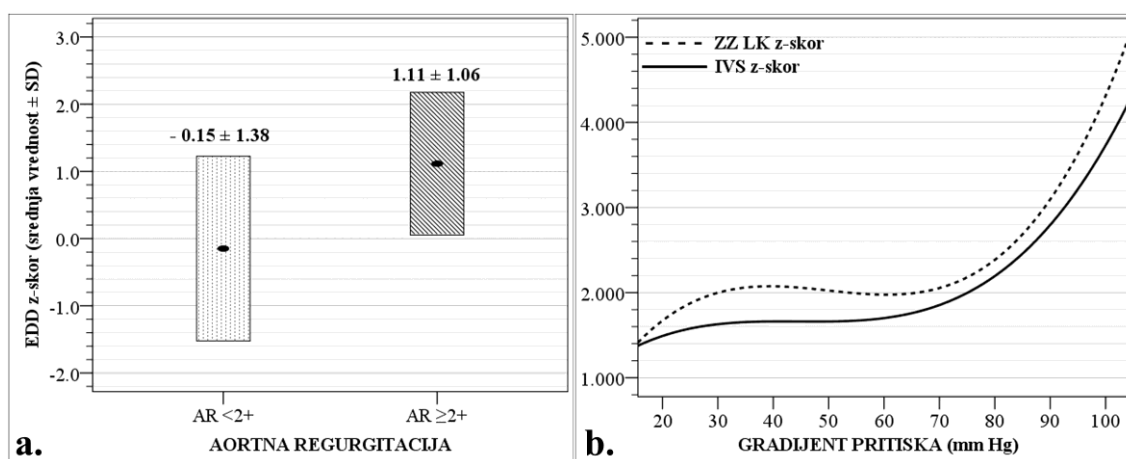 EDD z-skor (srednja vrednost ± SD)
3.0
2.0
1.0
0.0
-1.0
-2.0
- 0.15 ± 1.38
1.11 ± 1.06
AR <2+
AR ≥2+
AORTNA REGURGITACIJA
a.
ZZ LK z-skor
IVS z-skor
5.000
4.000
3.000
2.000
1.000
20 30 40 50 60 70 80 90 100
GRADIJENT PRITISKA (mm Hg)
b.